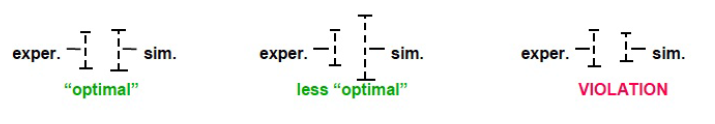 exper. sim. exper. sim. exper. sim.
"optimal" less "optimal" VIOLATION